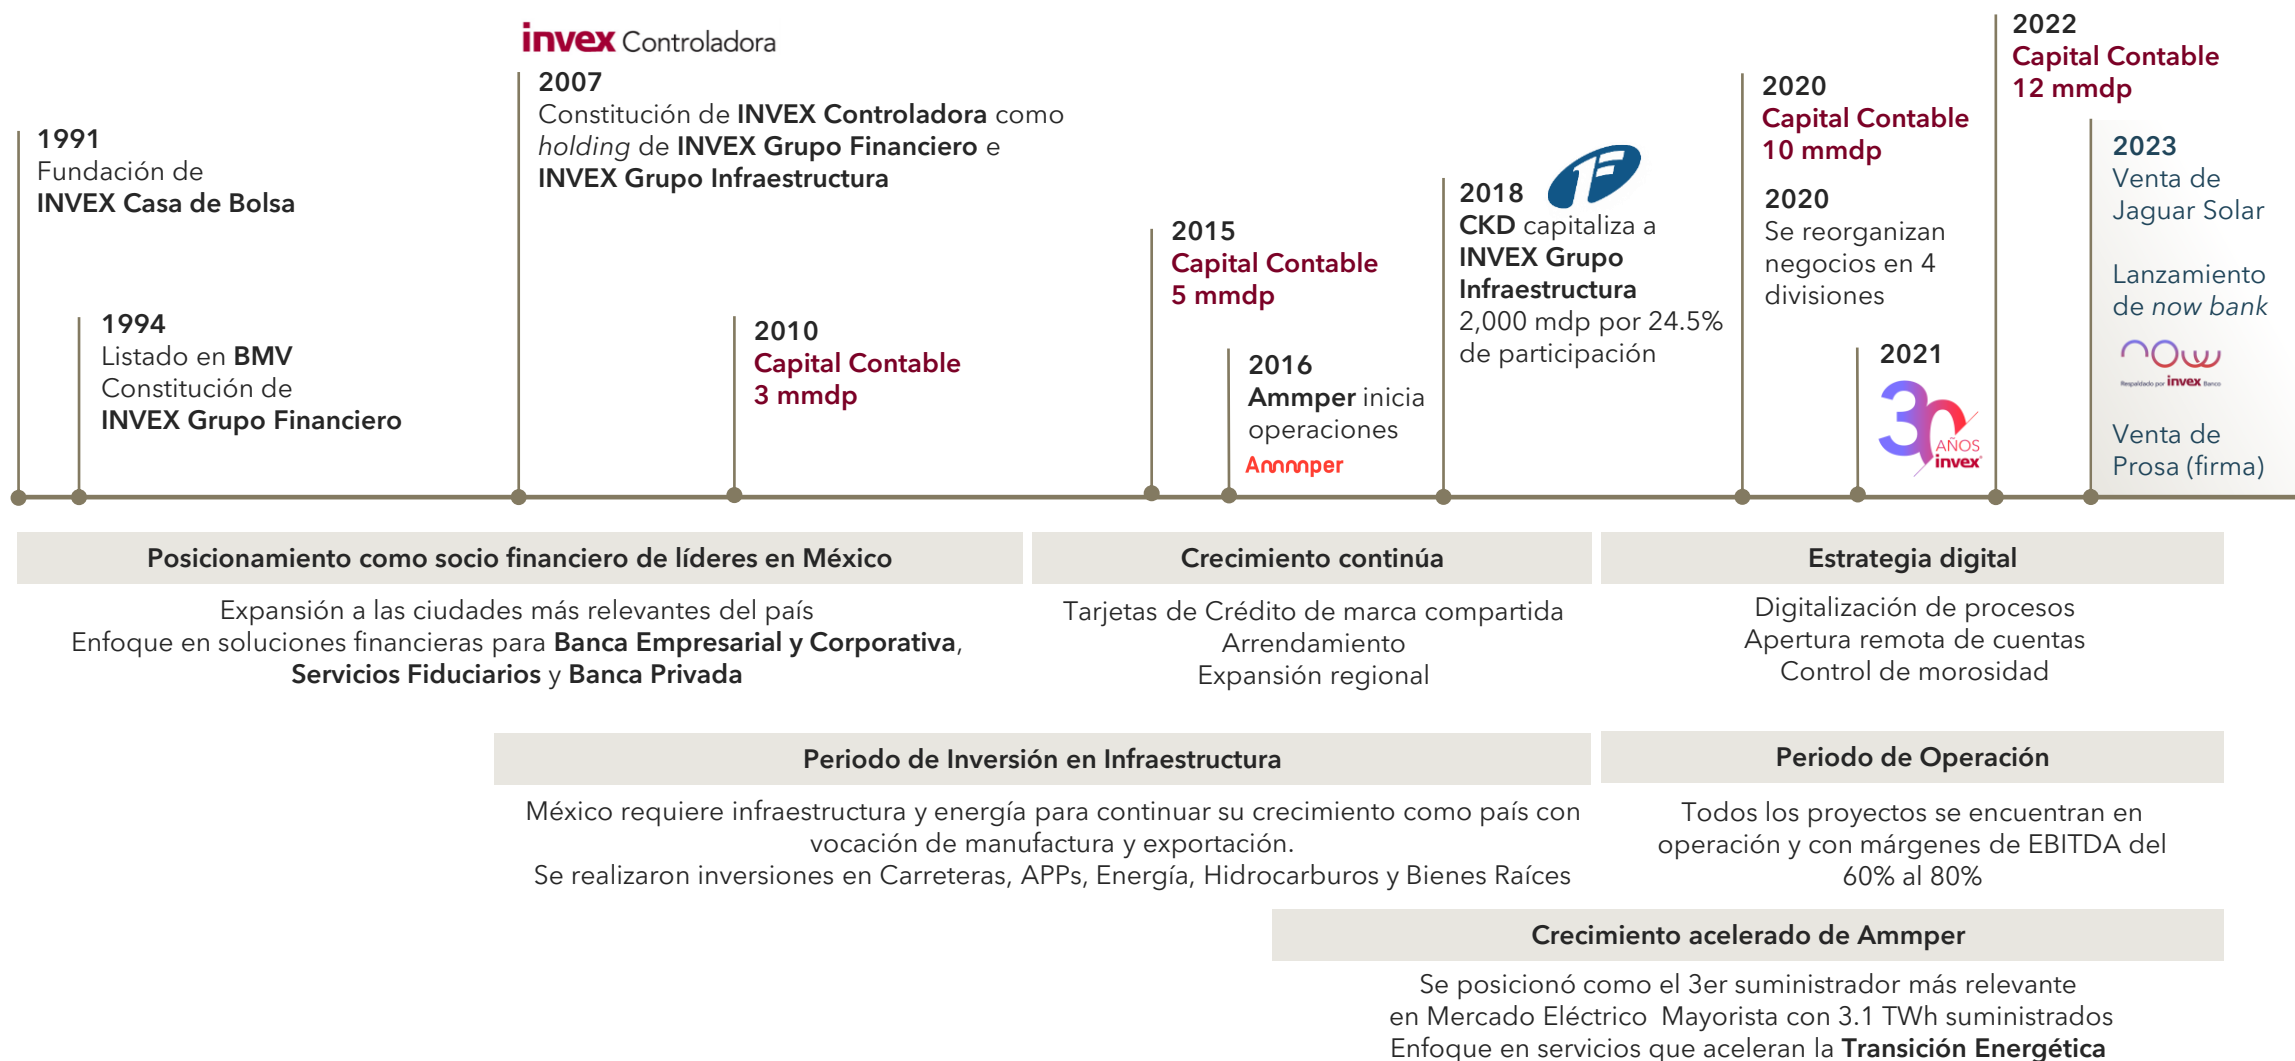 invex Controladora
1991
Fundación de
INVEX Casa de Bolsa
1994
Listado en BMV
Constitución de
INVEX Grupo Financiero
2007
Constitución de INVEX Controladora como
holding de INVEX Grupo Financiero e
INVEX Grupo Infraestructura
2010
Capital Contable
3 mmdp
2015
Capital Contable
5 mmdp
2016
Ammper inicia
operaciones
Ammper
2018
CKD capitaliza a
INVEX Grupo
Infraestructura
2,000 mdp por 24.5%
de participación
2020
Capital Contable
10 mmdp
2020
Se reorganizan
negocios en 4
divisiones
2021
30
AÑOS
invex
2022
Capital Contable
12 mmdp
2023
Venta de
Jaguar Solar
Lanzamiento
de now bank
now
Respaldado por invex Banco
Venta de
Prosa (firma)
Posicionamiento como socio financiero de líderes en México
Expansión a las ciudades más relevantes del país
Enfoque en soluciones financieras para Banca Empresarial y Corporativa,
Servicios Fiduciarios y Banca Privada
Crecimiento continúa
Tarjetas de Crédito de marca compartida
Arrendamiento
Expansión regional
Estrategia digital
Digitalización de procesos
Apertura remota de cuentas
Control de morosidad
Periodo de Inversión en Infraestructura
México requiere infraestructura y energía para continuar su crecimiento como país con
vocación de manufactura y exportación.
Se realizaron inversiones en Carreteras, APPs, Energía, Hidrocarburos y Bienes Raíces
Periodo de Operación
Todos los proyectos se encuentran en
operación y con márgenes de EBITDA del
60% al 80%
Crecimiento acelerado de Ammper
Se posicionó como el 3er suministrador más relevante
en Mercado Eléctrico Mayorista con 3.1 TWh suministrados
Enfoque en servicios que aceleran la Transición Energética